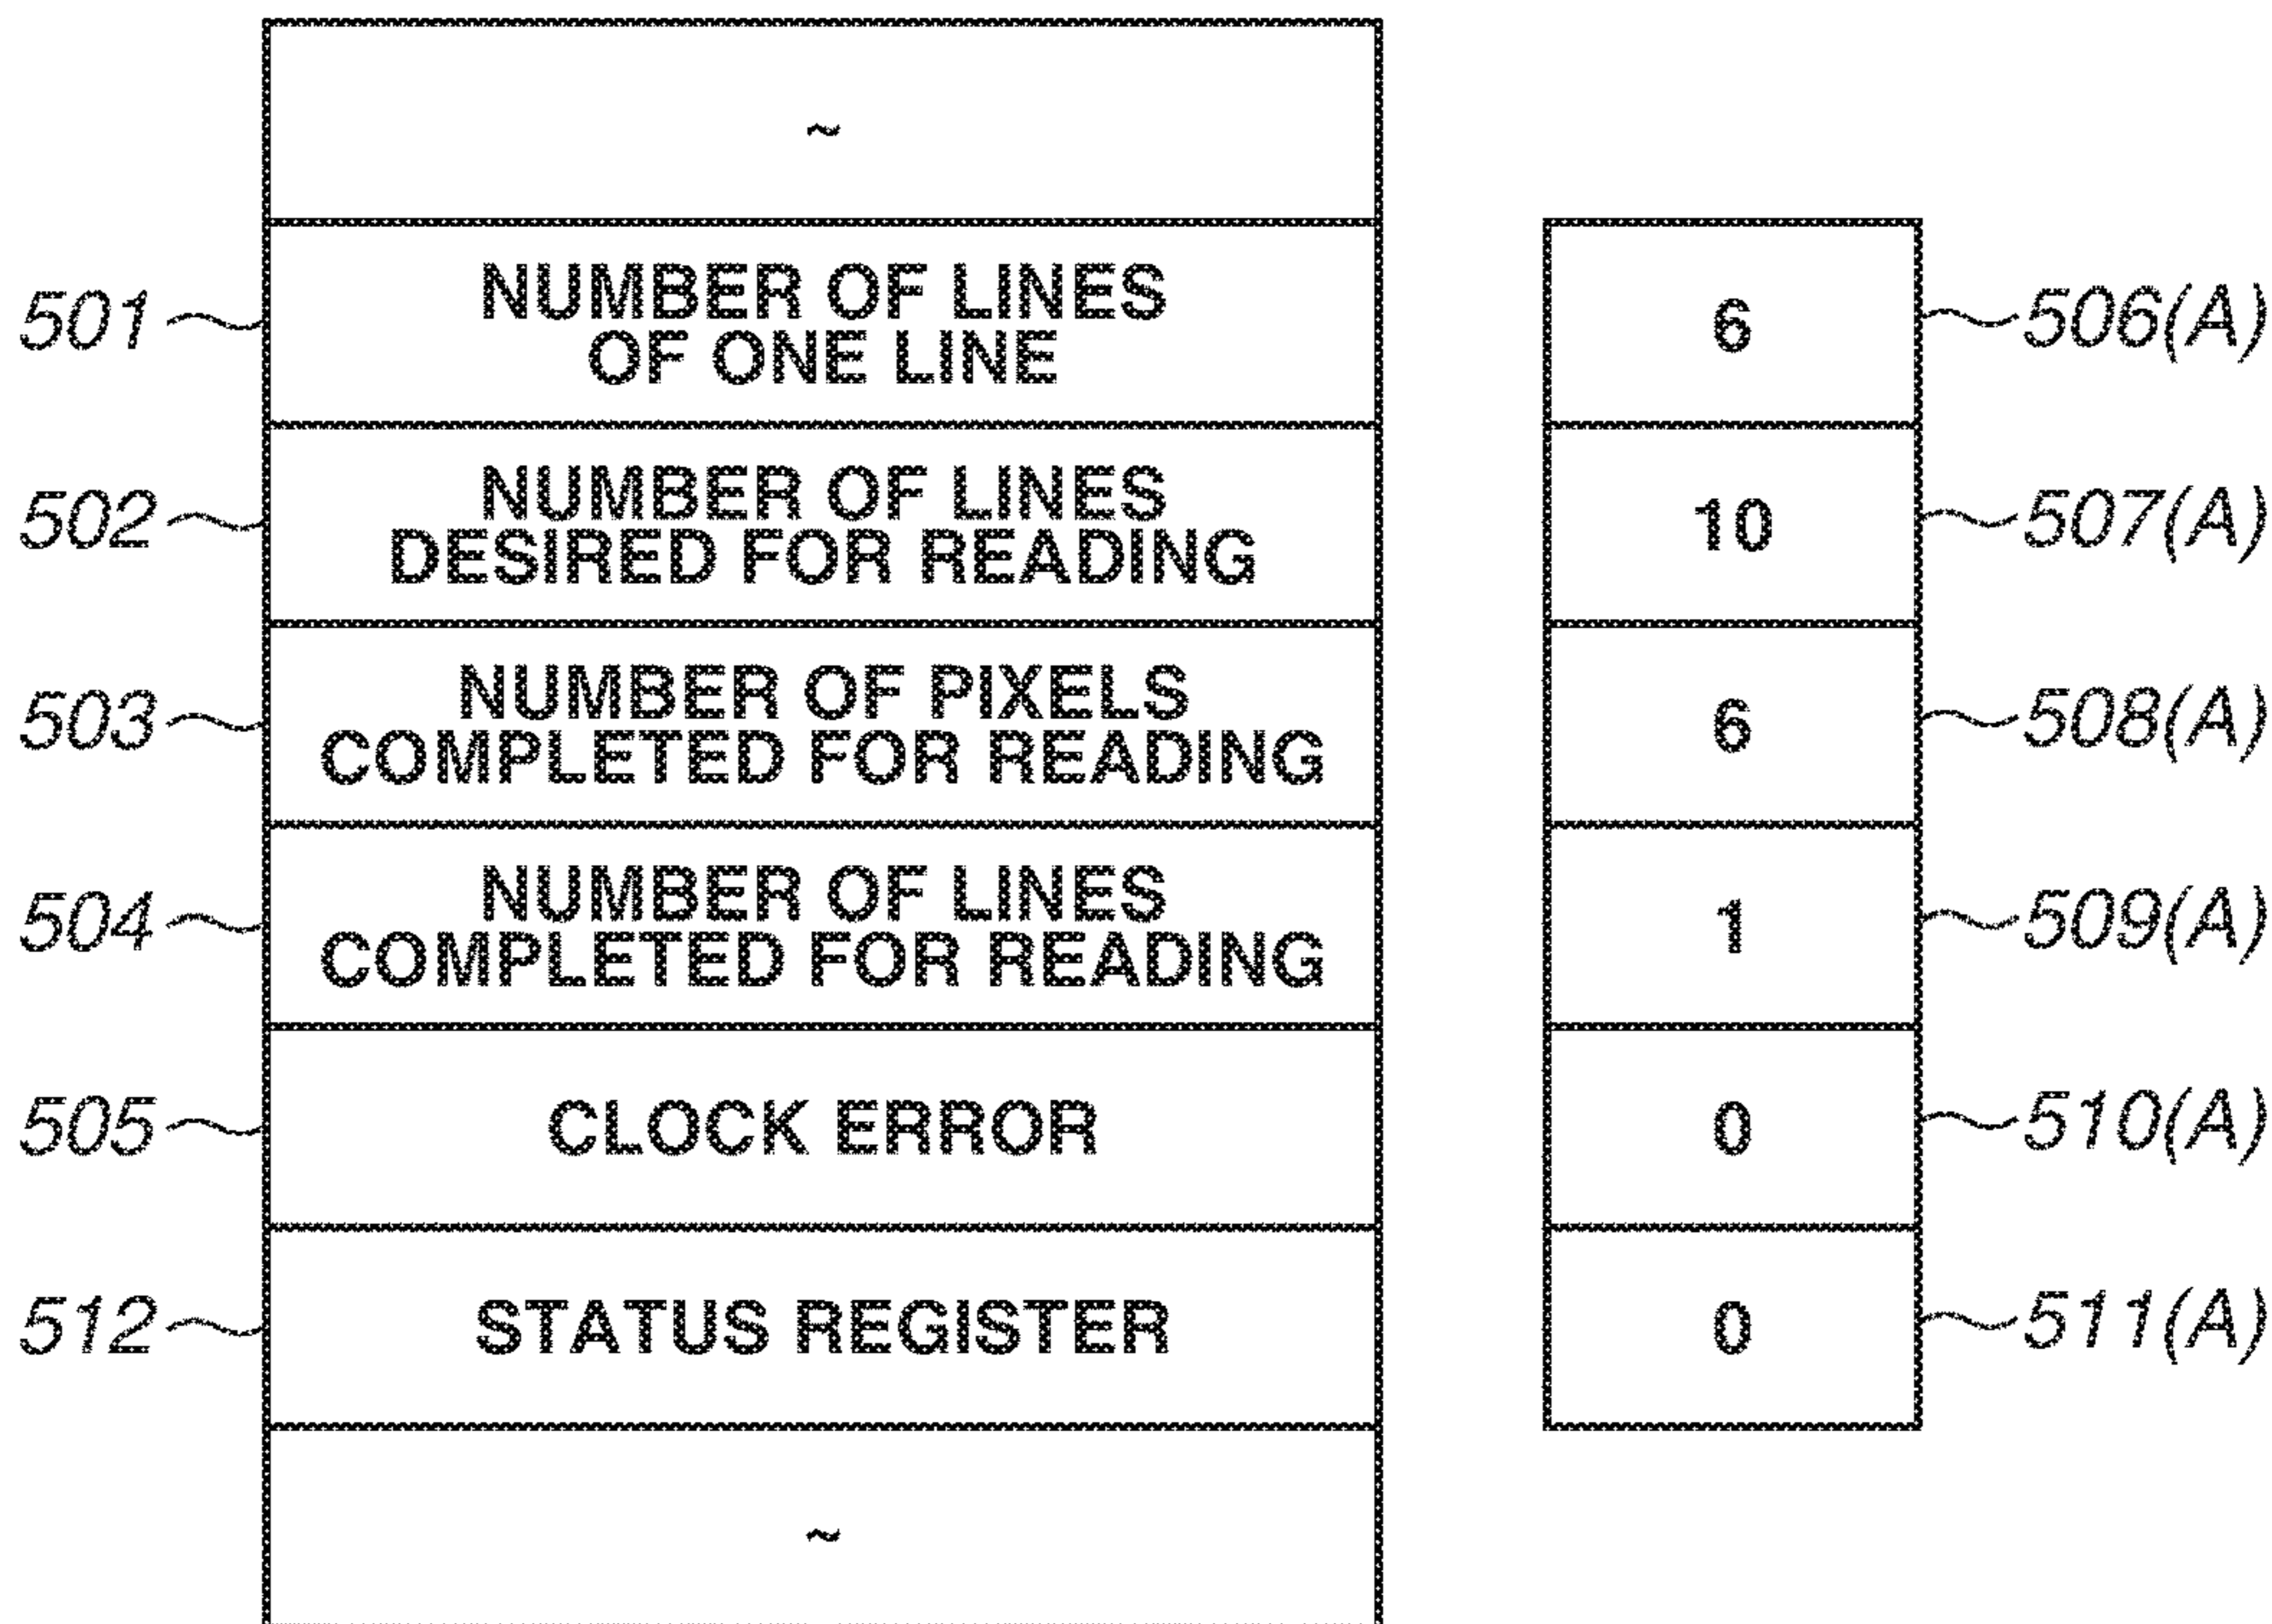 ~
501
NUMBER OF LINES
OF ONE LINE
6
506(A)
502
NUMBER OF LINES
DESIRED FOR READING
10
507(A)
503
NUMBER OF PIXELS
COMPLETED FOR READING
6
508(A)
504
NUMBER OF LINES
COMPLETED FOR READING
1
509(A)
505
CLOCK ERROR
0
510(A)
512
STATUS REGISTER
0
511(A)
~